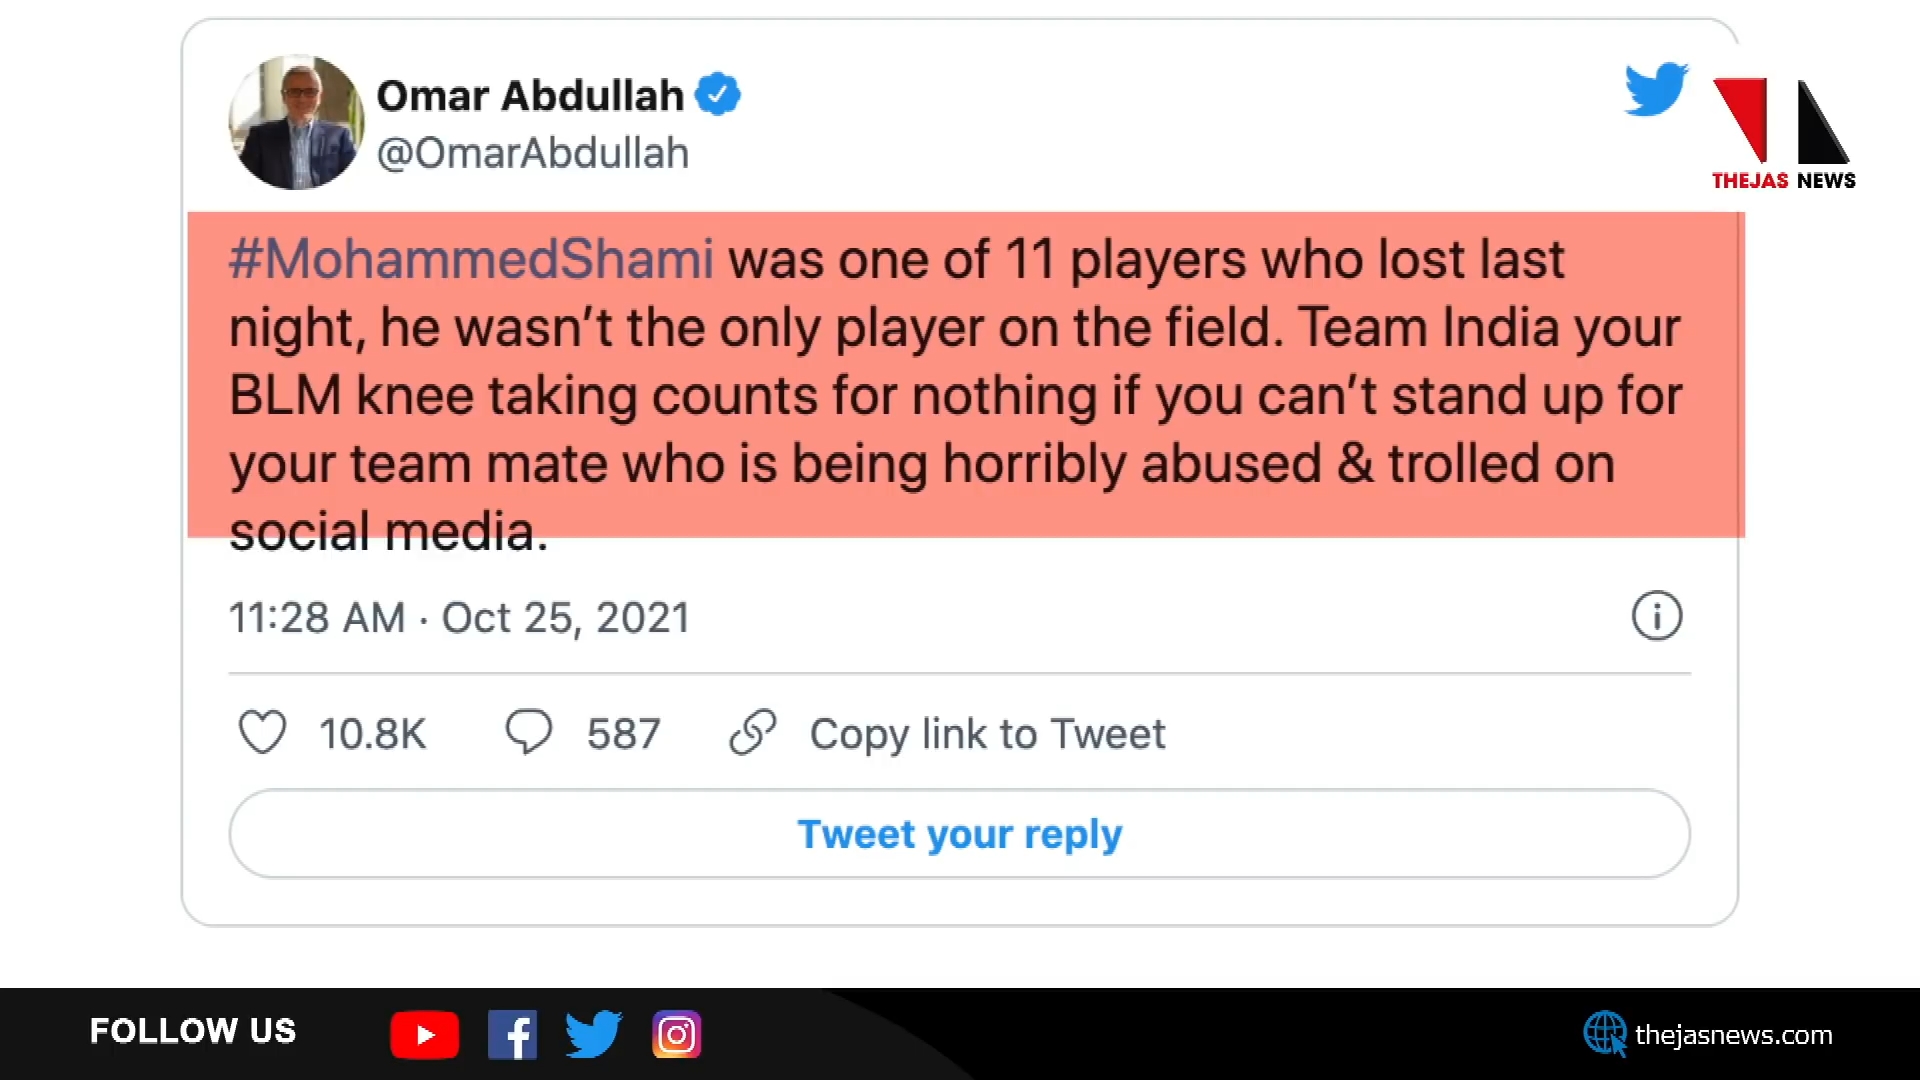 Omar Abdullah
@OmarAbdullah
THEJAS NEWS
#MohammedShami was one of 11 players who lost last
night, he wasn’t the only player on the field. Team India your
BLM knee taking counts for nothing if you can’t stand up for
your team mate who is being horribly abused & trolled on
social media.
11:28 AM · Oct 25, 2021
10.8K 587 Copy link to Tweet
Tweet your reply
FOLLOW US
thejasnews.com